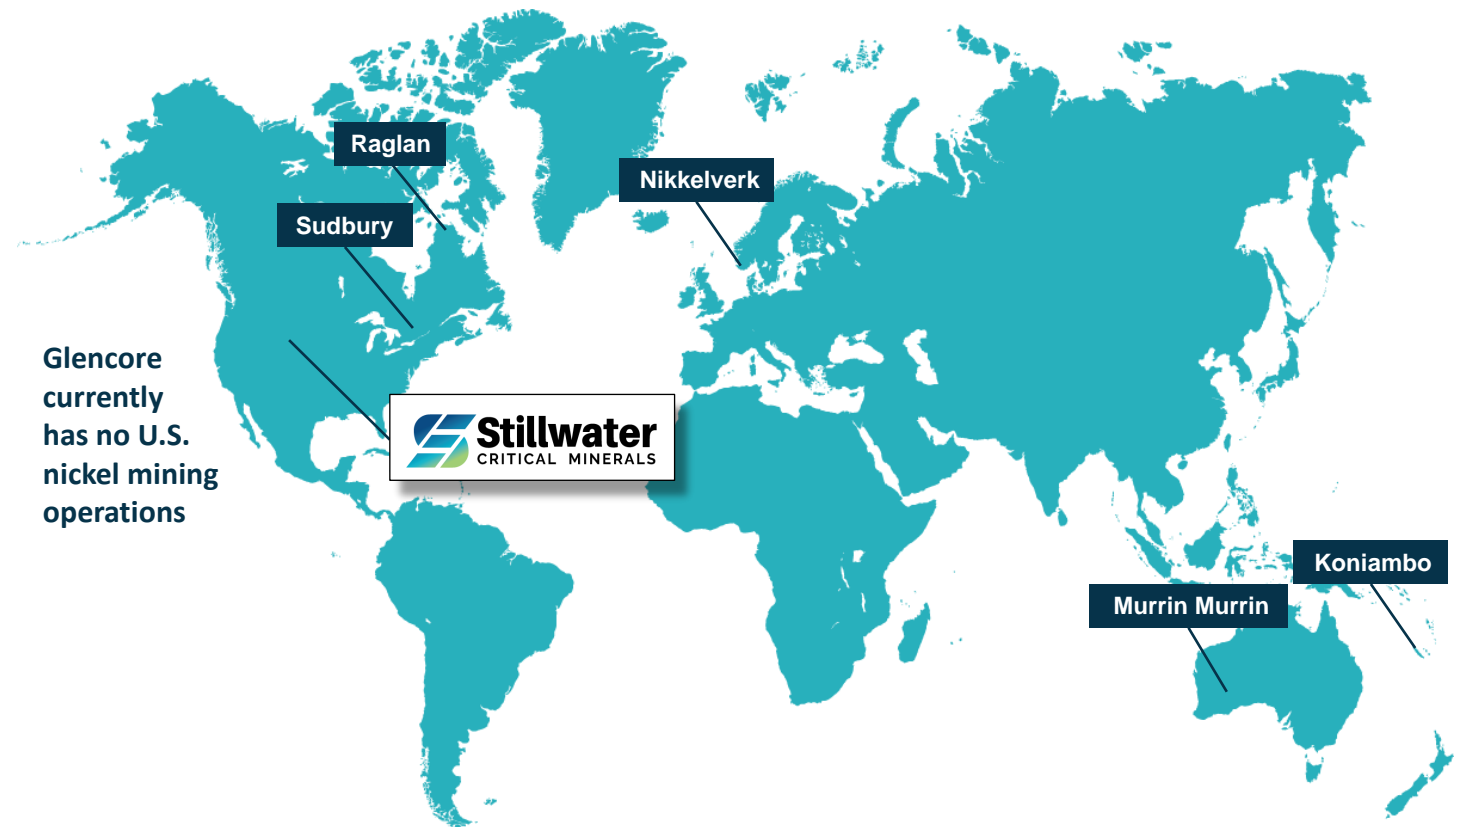 Raglan
Nikkelverk
Sudbury
Glencore
currently
has no U.S.
nickel mining
operations
Stillwater
CRITICAL MINERALS
Koniambo
Murrin Murrin